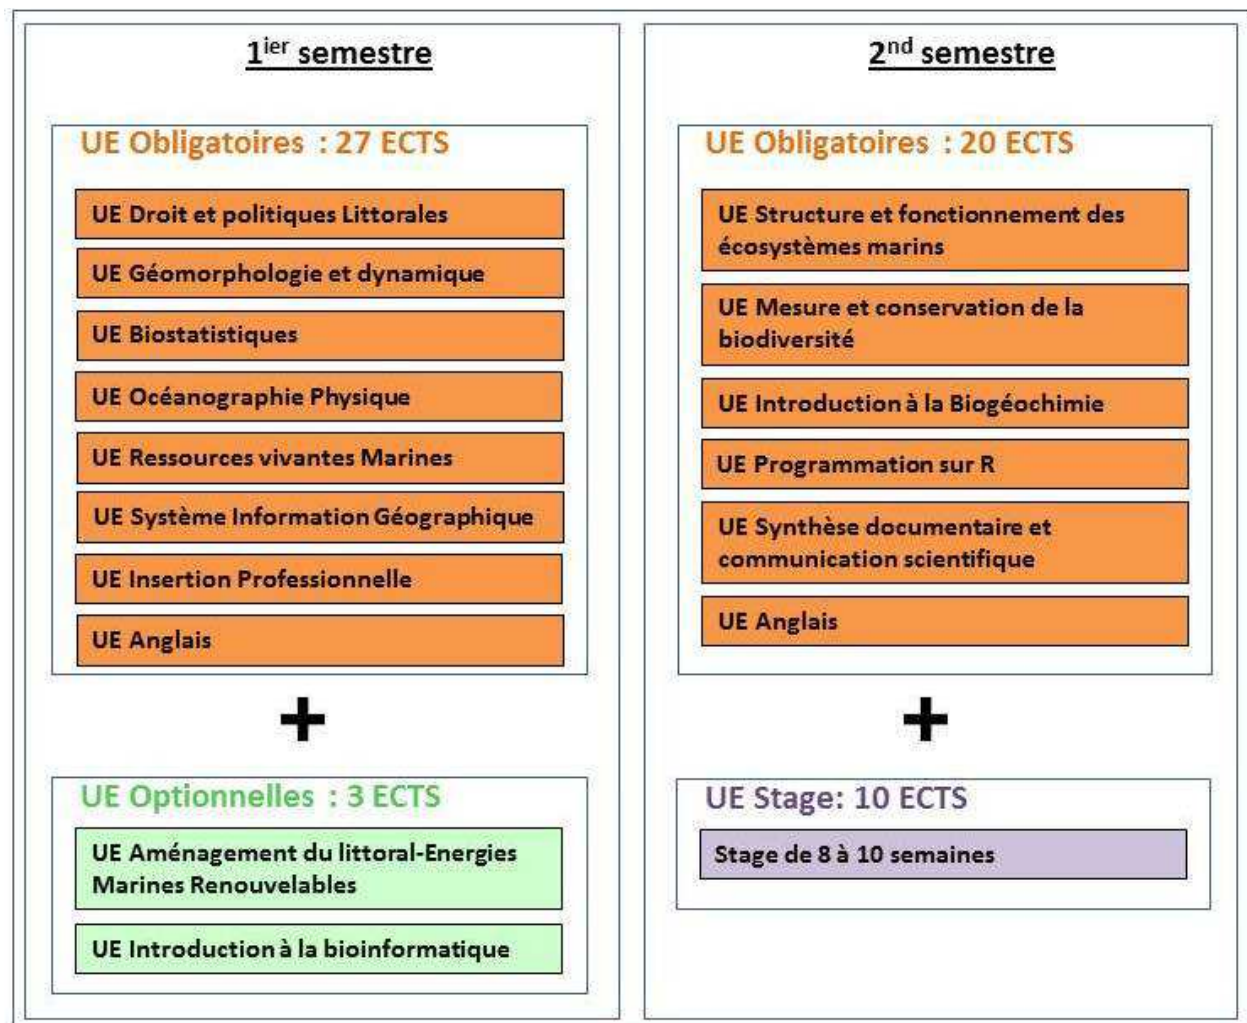 1ier semestre
UE Obligatoires : 27 ECTS
UE Droit et politiques Littorales
UE Géomorphologie et dynamique
UE Biostatistiques
UE Océanographie Physique
UE Ressources vivantes Marines
UE Système Information Géographique
UE Insertion Professionnelle
UE Anglais
+
UE Optionnelles : 3 ECTS
UE Aménagement du littoral-Energies
Marines Renouvelables
UE Introduction à la bioinformatique
2nd semestre
UE Obligatoires : 20 ECTS
UE Structure et fonctionnement des
écosystèmes marins
UE Mesure et conservation de la
biodiversité
UE Introduction à la Biogéochimie
UE Programmation sur R
UE Synthèse documentaire et
communication scientifique
UE Anglais
+
UE Stage: 10 ECTS
Stage de 8 à 10 semaines